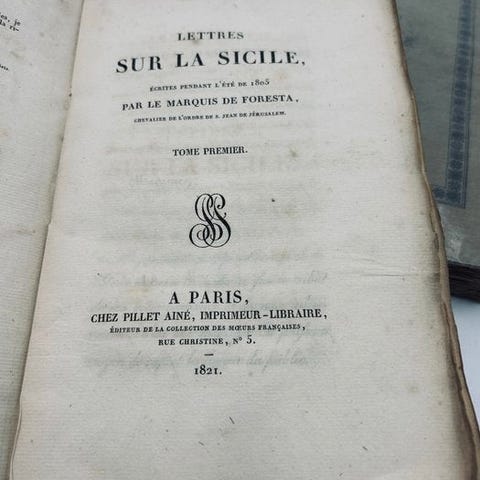 LETTRES
SUR LA SICILE,
ÉCRITES PENDANT L'ÉTÉ DE 1805
PAR LE MARQUIS DE FORESTA,
CHEVALIER DE L'ORDRE DE S. JEAN DE JÉRUSALEM.
TOME PREMIER.
A PARIS,
CHEZ PILLET AINÉ, IMPRIMEUR-LIBRAIRE,
ÉDITEUR DE LA COLLECTION DES MŒURS FRANÇAISES,
RUE CHRISTINE, Nº 5.
1821.